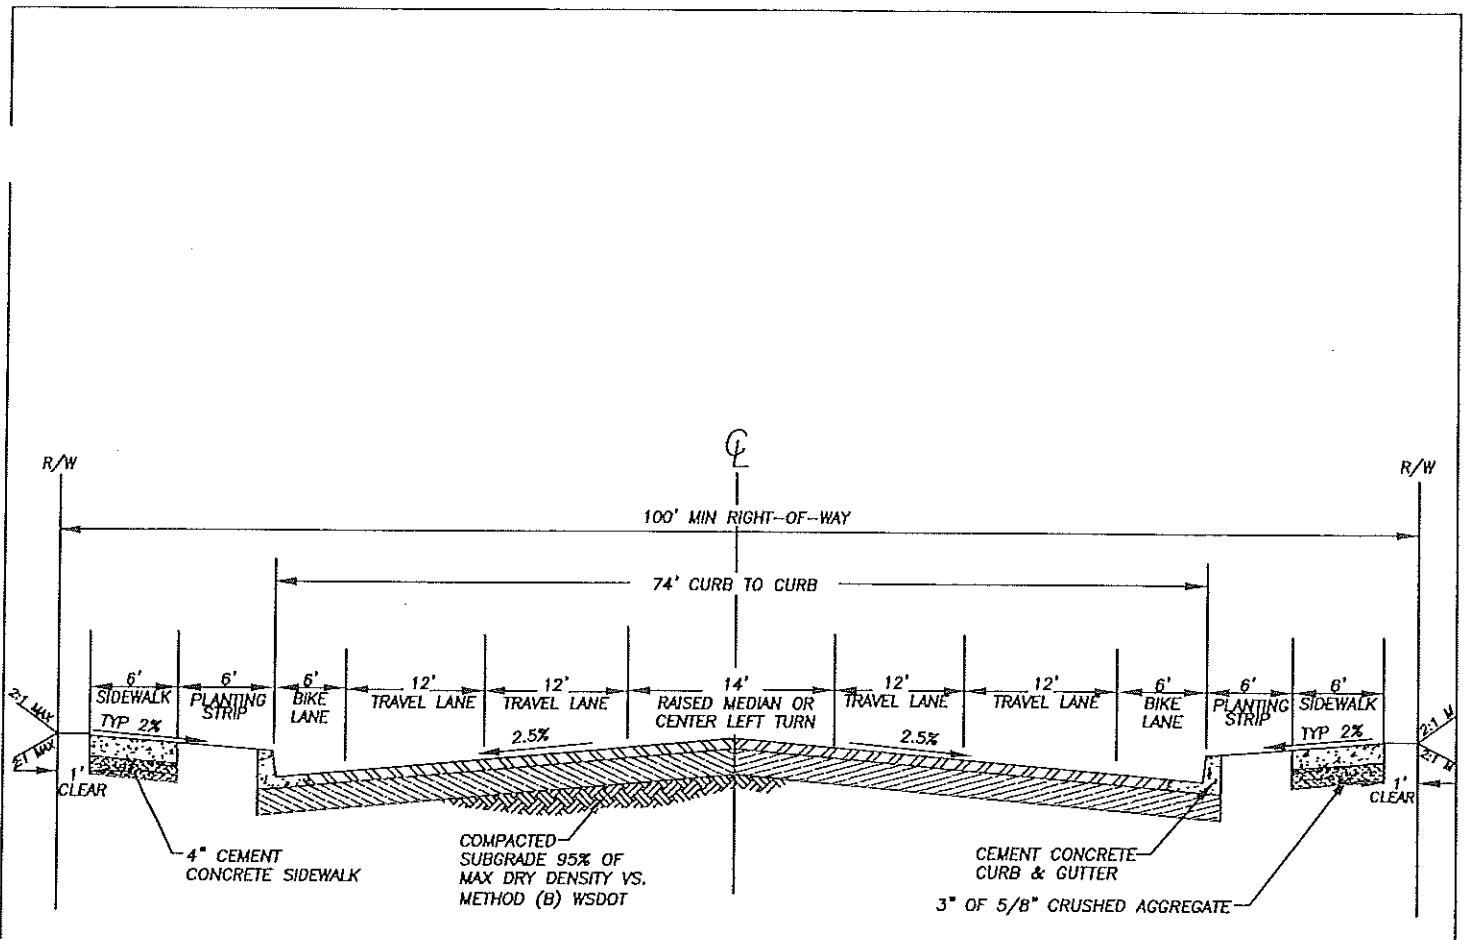 ℄
R/W
R/W
100' MIN RIGHT-OF-WAY
74' CURB TO CURB
6'
SIDEWALK
6'
PLANTING
STRIP
6'
BIKE
LANE
12'
TRAVEL LANE
12'
TRAVEL LANE
14'
RAISED MEDIAN OR
CENTER LEFT TURN
12'
TRAVEL LANE
12'
TRAVEL LANE
6'
BIKE
LANE
6'
PLANTING
STRIP
6'
SIDEWALK
2:1 MAX
2:1 MAX
TYP 2%
2.5%
2.5%
TYP 2%
2:1 M
2:1 M
1'
CLEAR
1'
CLEAR
4" CEMENT
CONCRETE SIDEWALK
COMPACTED
SUBGRADE 95% OF
MAX DRY DENSITY VS.
METHOD (B) WSDOT
CEMENT CONCRETE
CURB & GUTTER
3" OF 5/8" CRUSHED AGGREGATE